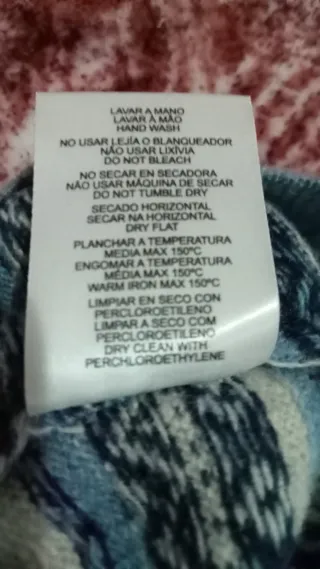 LAVAR A MANO
LAVAR À MÃO
HAND WASH
NO USAR LEJÍA O BLANQUEADOR
NÃO USAR LIXÍVIA
DO NOT BLEACH
NO SECAR EN SECADORA
NÃO USAR MÁQUINA DE SECAR
DO NOT TUMBLE DRY
SECADO HORIZONTAL
SECAR NA HORIZONTAL
DRY FLAT
PLANCHAR A TEMPERATURA
MEDIA MAX 150ºC
ENGOMAR A TEMPERATURA
MÉDIA MAX 150ºC
WARM IRON MAX 150ºC
LIMPIAR EN SECO CON
PERCLOROETILENO
LIMPAR A SECO COM
PERCLOROETILENO
DRY CLEAN WITH
PERCHLOROETHYLENE